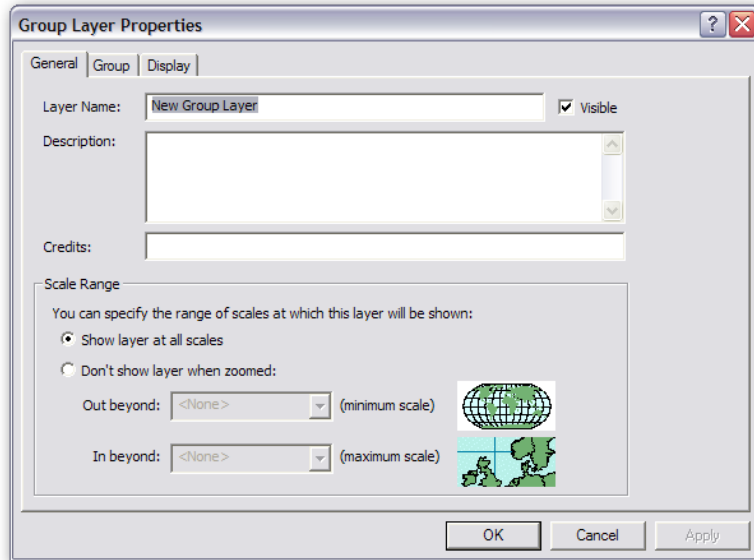 Group Layer Properties
General Group Display
Layer Name: New Group Layer Visible
Description:
Credits:
Scale Range
You can specify the range of scales at which this layer will be shown:
Show layer at all scales
Don't show layer when zoomed:
Out beyond: <None> (minimum scale)
In beyond: <None> (maximum scale)
OK Cancel Apply